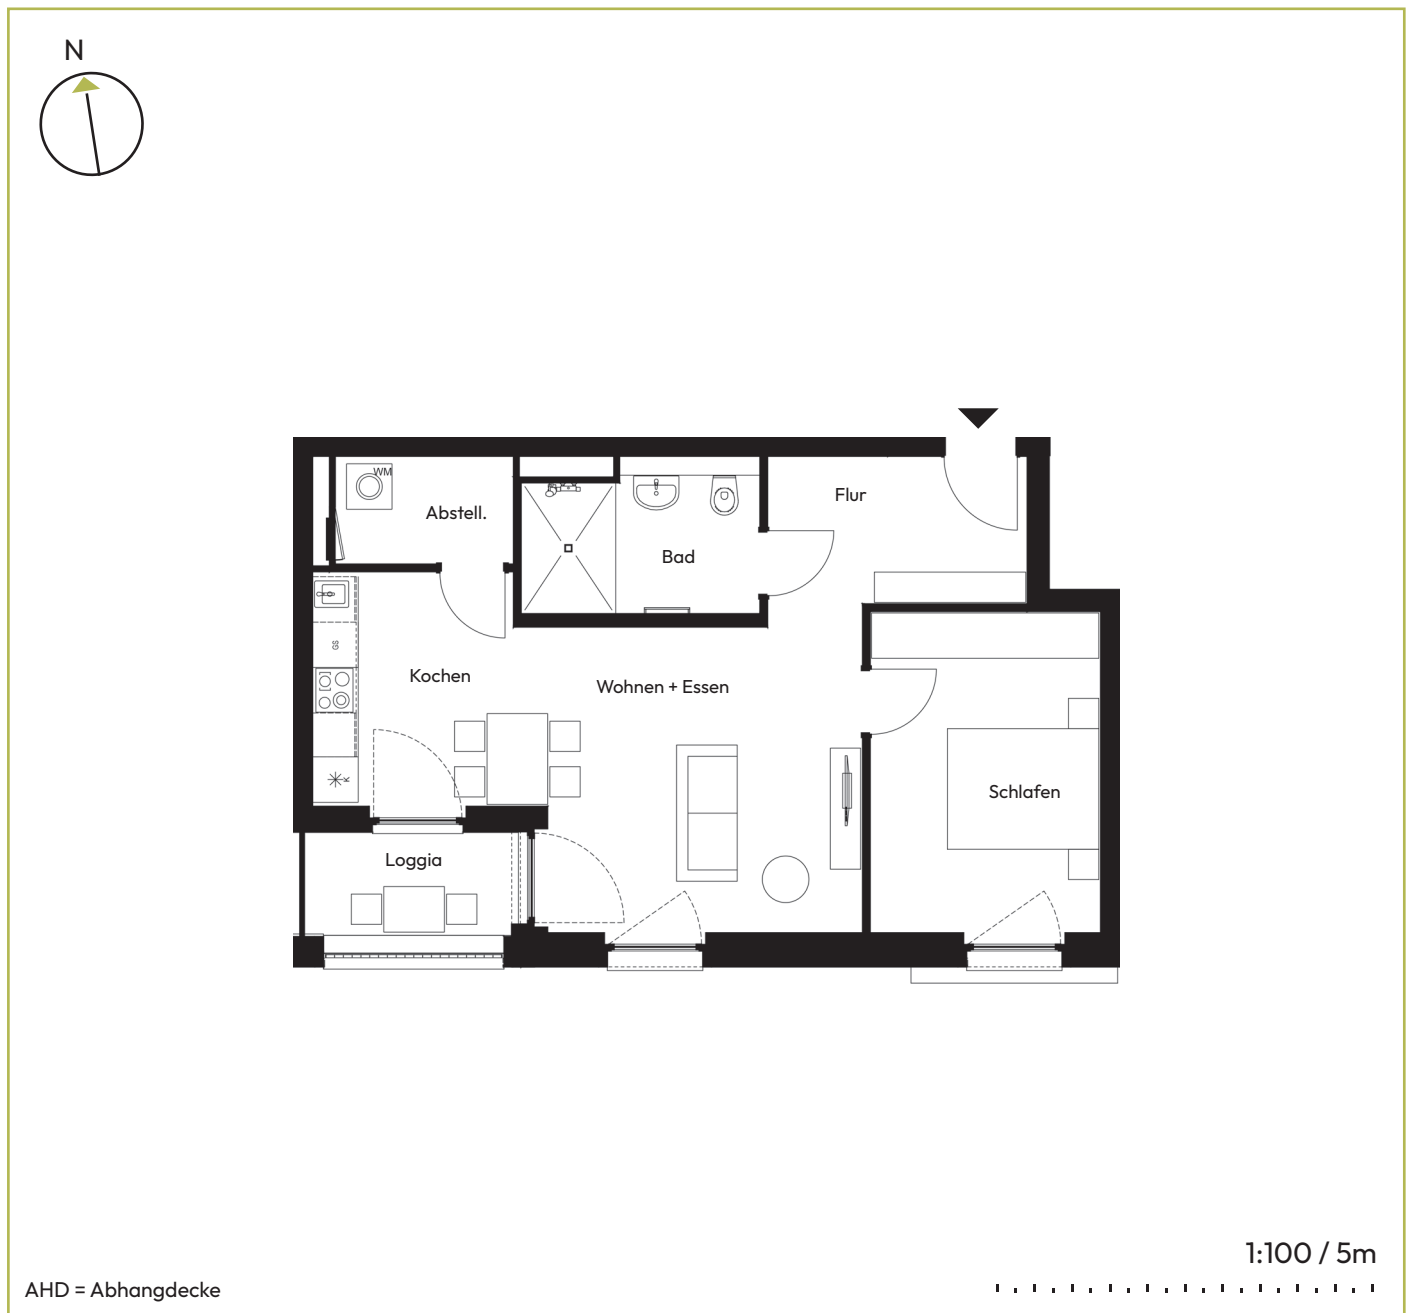 N
WM
Abstell.
Flur
Bad
GS
Kochen
Wohnen + Essen
K
Schlafen
Loggia
1:100 / 5m
AHD = Abhangdecke